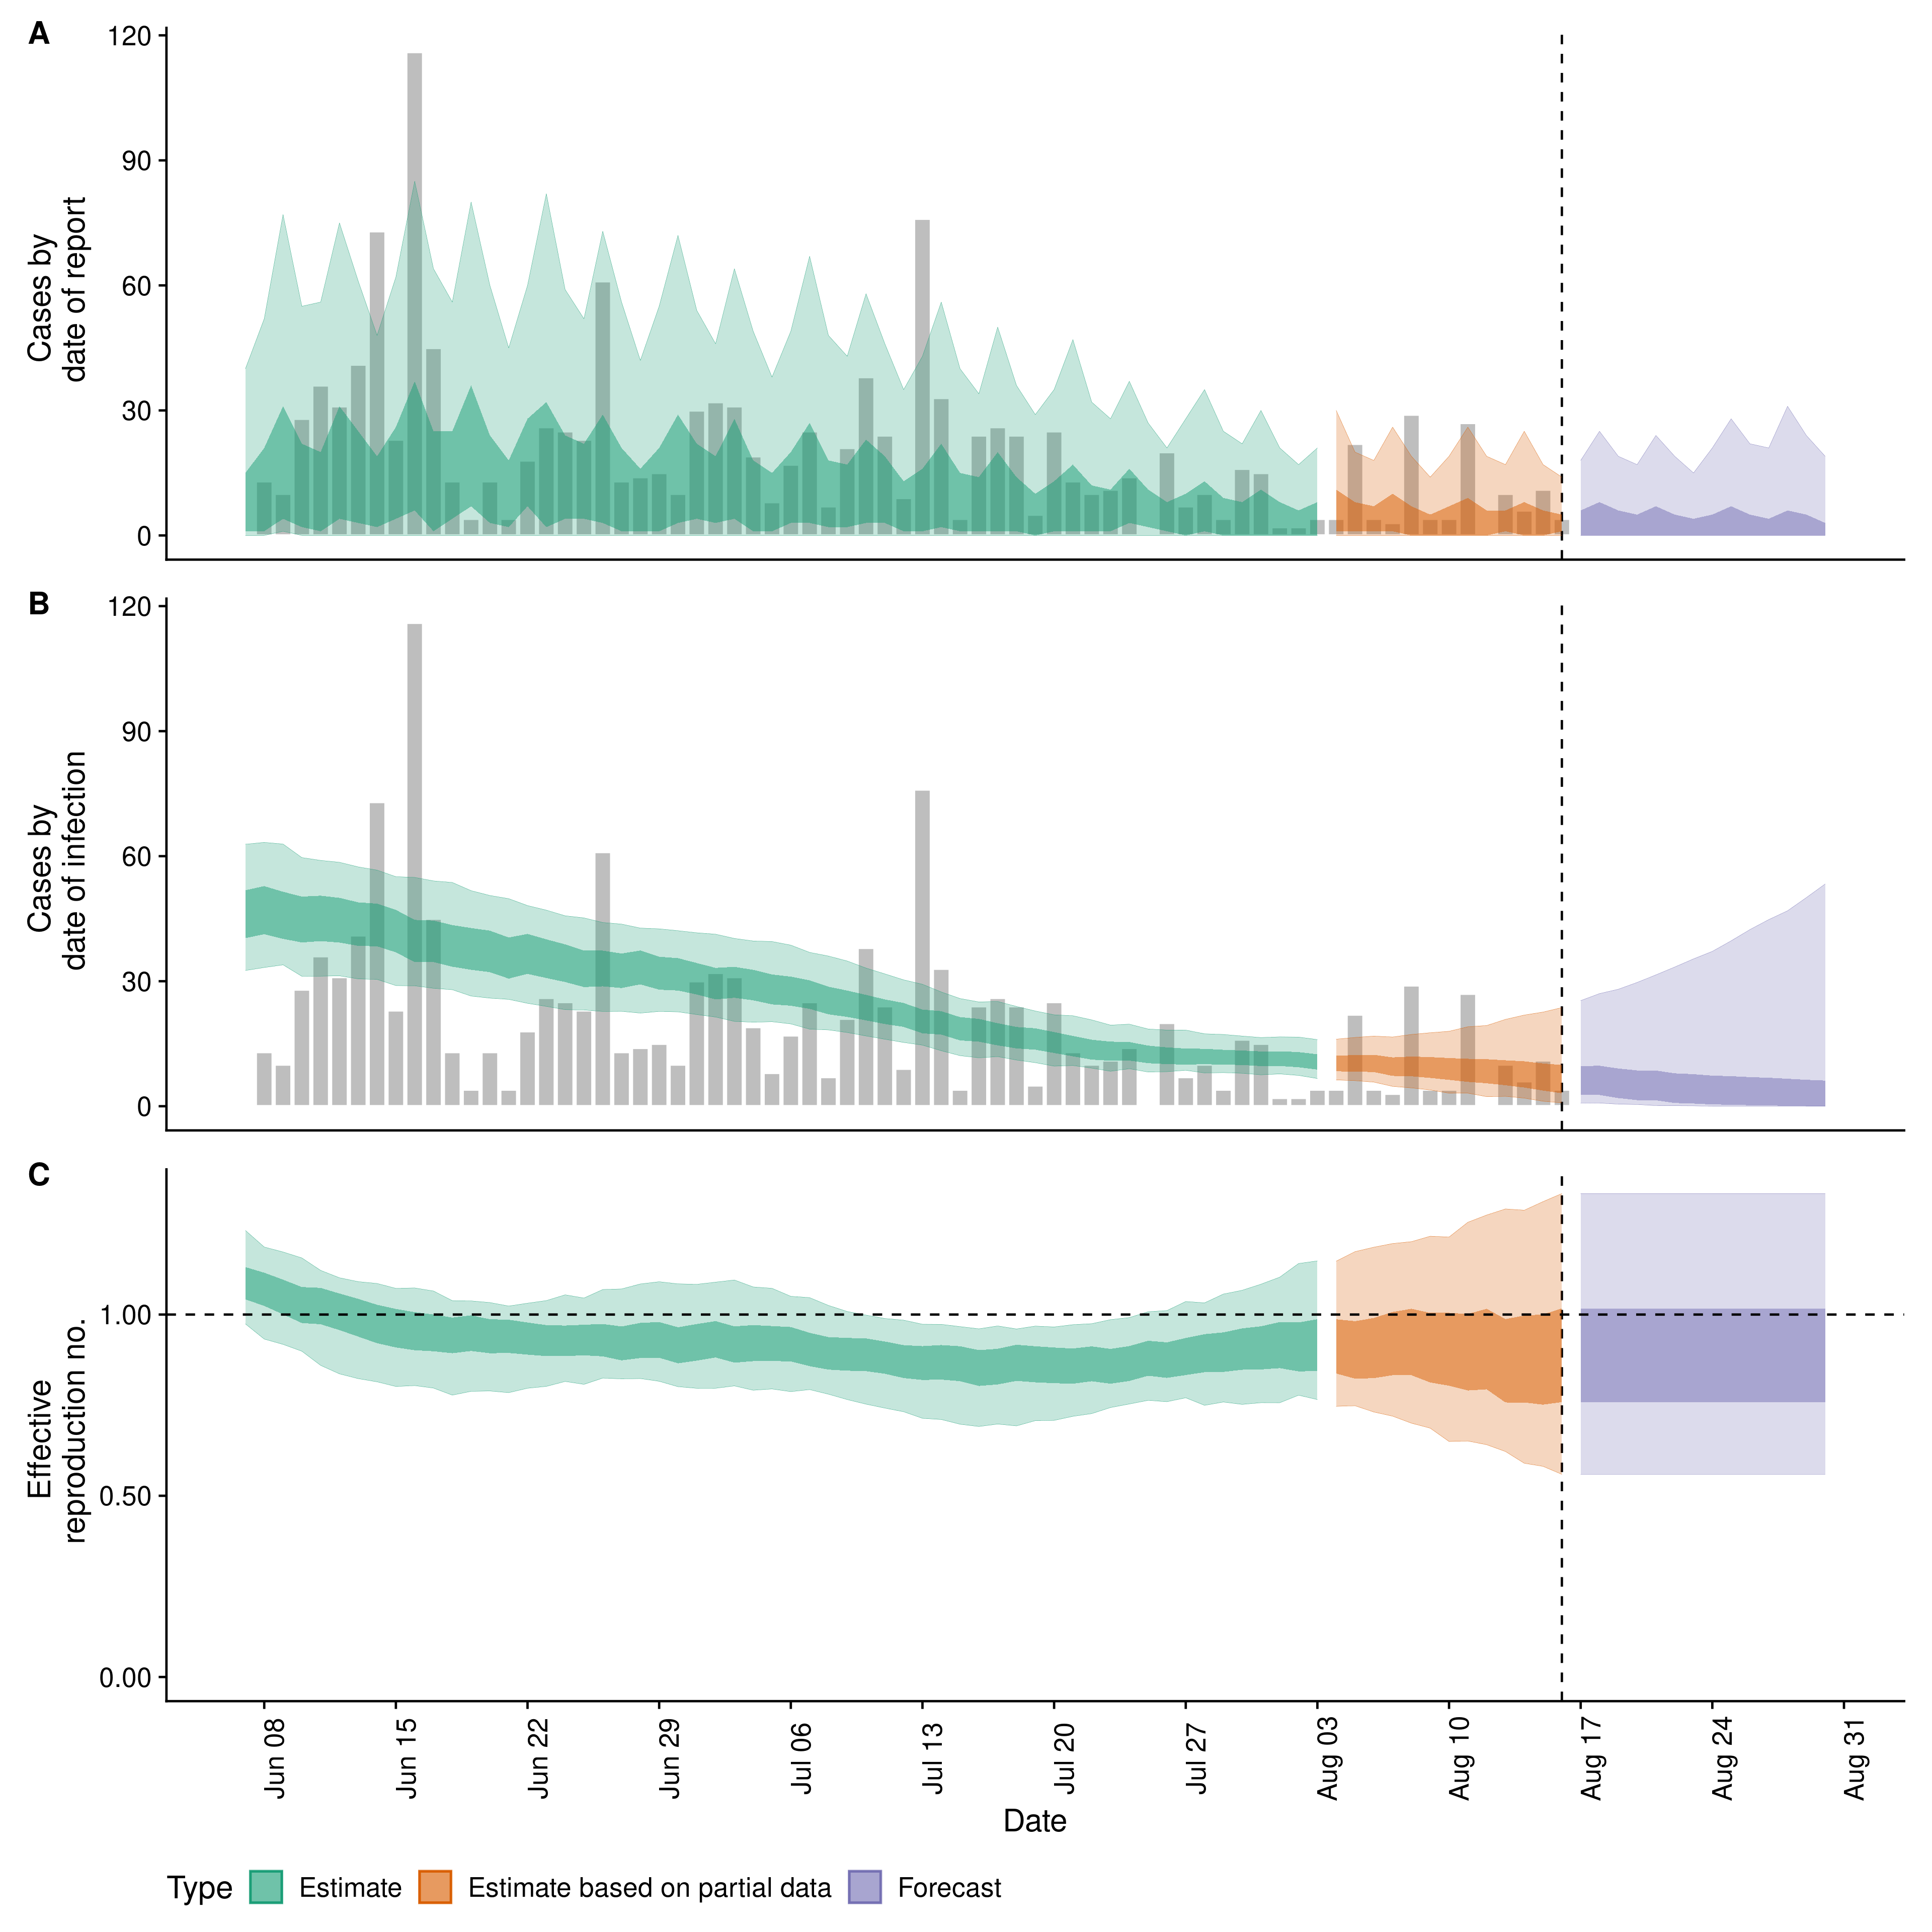 A
120
90
60
30
0
Cases by
date of report
B
120
90
60
30
0
Cases by
date of infection
C
1.00
0.50
0.00
Effective
reproduction no.
Jun 08
Jun 15
Jun 22
Jun 29
Jul 06
Jul 13
Jul 20
Jul 27
Aug 03
Aug 10
Aug 17
Aug 24
Aug 31
Date
Type Estimate Estimate based on partial data Forecast